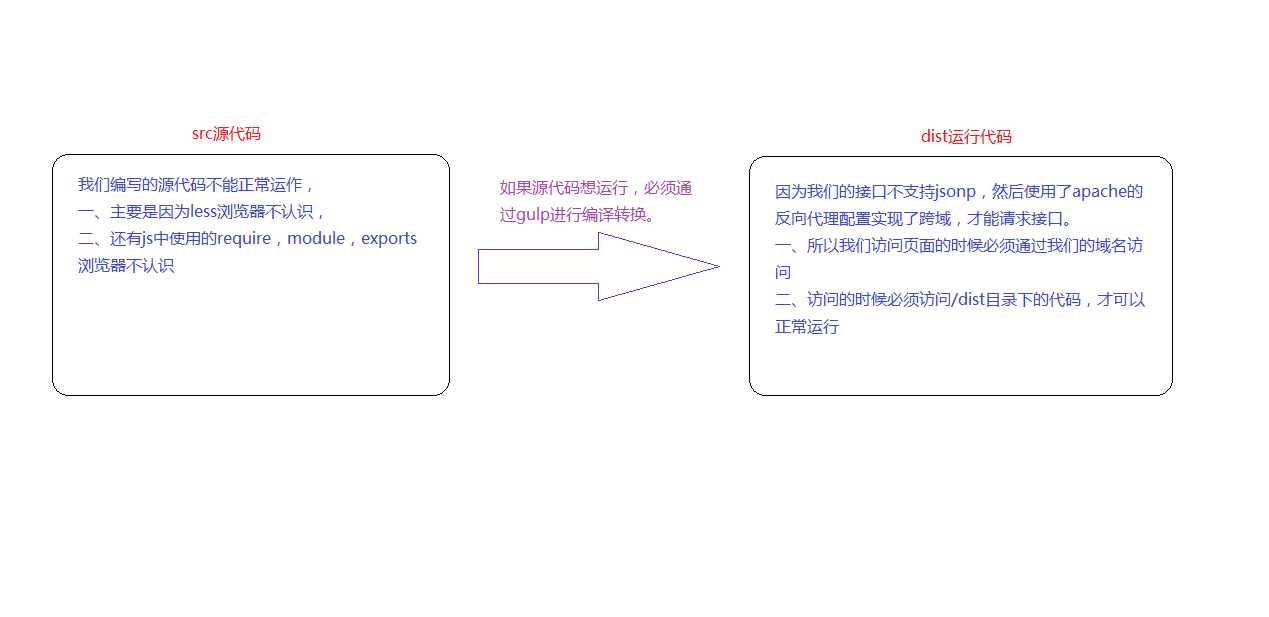 src源代码
我们编写的源代码不能正常运作，
一、主要是因为less浏览器不认识，
二、还有js中使用的require，module，exports
浏览器不认识
如果源代码想运行，必须通
过gulp进行编译转换。
dist运行代码
因为我们的接口不支持jsonp，然后使用了apache的
反向代理配置实现了跨域，才能请求接口。
一、所以我们访问页面的时候必须通过我们的域名访
问
二、访问的时候必须访问/dist目录下的代码，才可以
正常运行